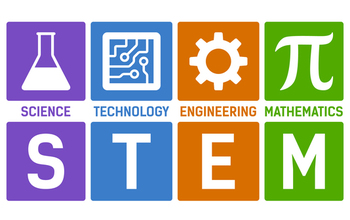 π
SCIENCE TECHNOLOGY ENGINEERING MATHEMATICS
S T E M